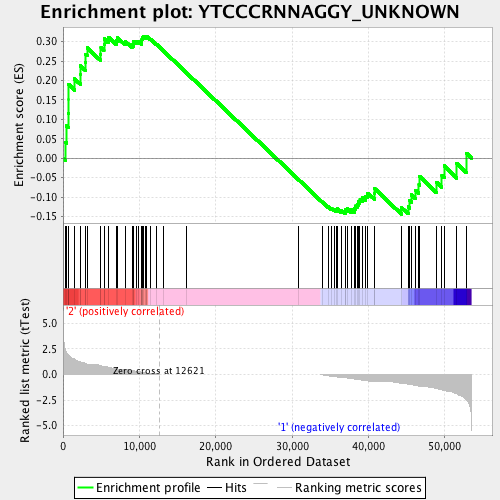 Enrichment plot: YTCCCRNNAGGY_UNKNOWN
Enrichment score (ES)
0.30
0.25
0.20
0.15
0.10
0.05
0.00
-0.05
-0.10
-0.15
'2' (positively correlated)
Ranked list metric (tTest)
5.0
2.5
0.0
-2.5
-5.0
Zero cross at 12621
'1' (negatively correlated)
0 10,000 20,000 30,000 40,000 50,000
Rank in Ordered Dataset
Enrichment profile Hits Ranking metric scores